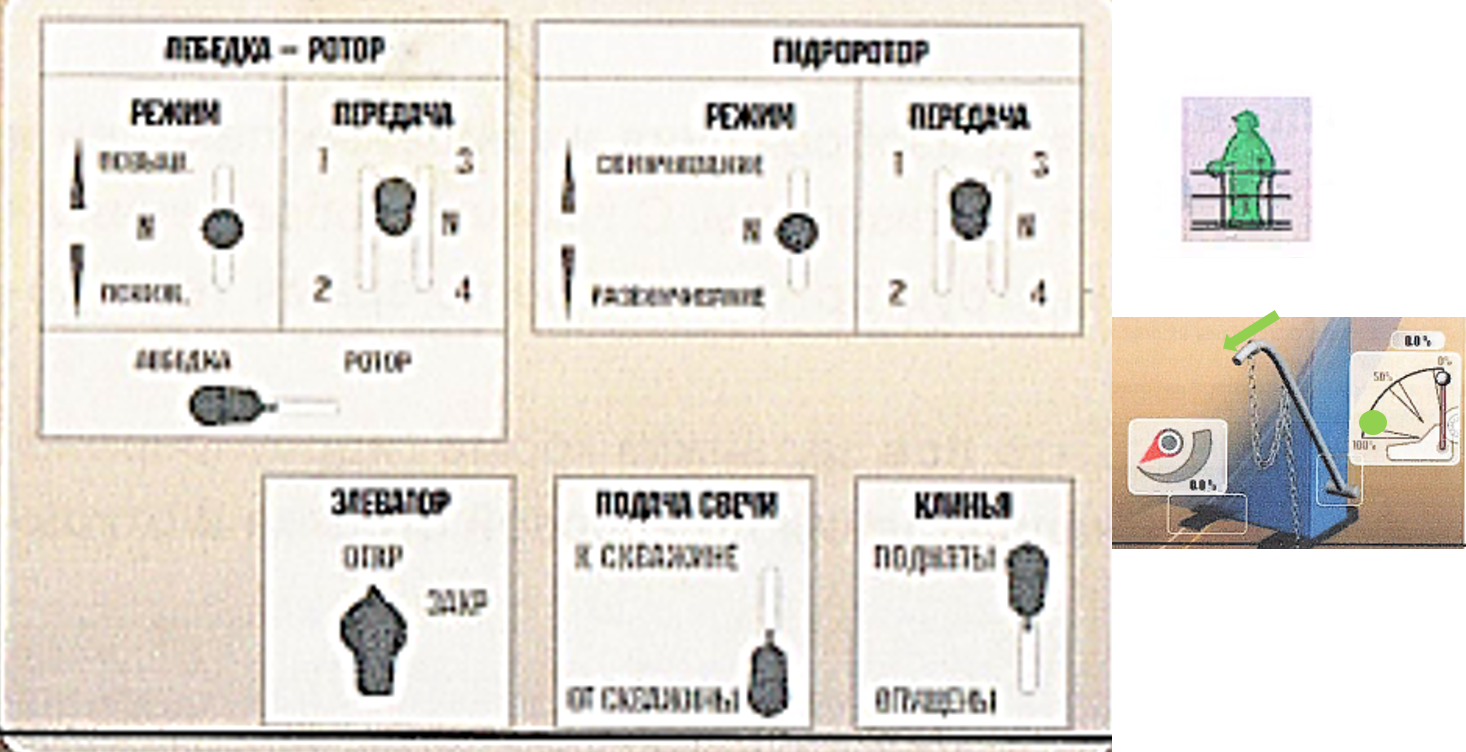 ЛЕБЕДКА – РОТОР
РЕЖИМ
ПЕРЕДАЧА
ПОВЫШ.
N
ПОНИЖ.
1
3
N
2
4
ЛЕБЕДКА
РОТОР
ГИДРОРОТОР
РЕЖИМ
ПЕРЕДАЧА
СВИНЧИВАНИЕ
N
РАЗВИНЧИВАНИЕ
1
3
N
2
4
ЭЛЕВАТОР
ОТКР
ЗАКР
ПОДАЧА СВЕЧИ
К СКВАЖИНЕ
ОТ СКВАЖИНЫ
КЛИНЬЯ
ПОДНЯТЫ
ОПУЩЕНЫ
0.0 %
0%
50%
100%
0.0 %